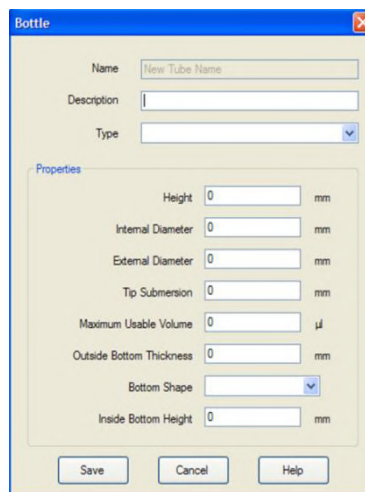 Bottle
Name New Tube Name
Description
Type
Properties
Height 0 mm
Internal Diameter 0 mm
External Diameter 0 mm
Tip Submersion 0 mm
Maximum Usable Volume 0 µl
Outside Bottom Thickness 0 mm
Bottom Shape
Inside Bottom Height 0 mm
Save Cancel Help